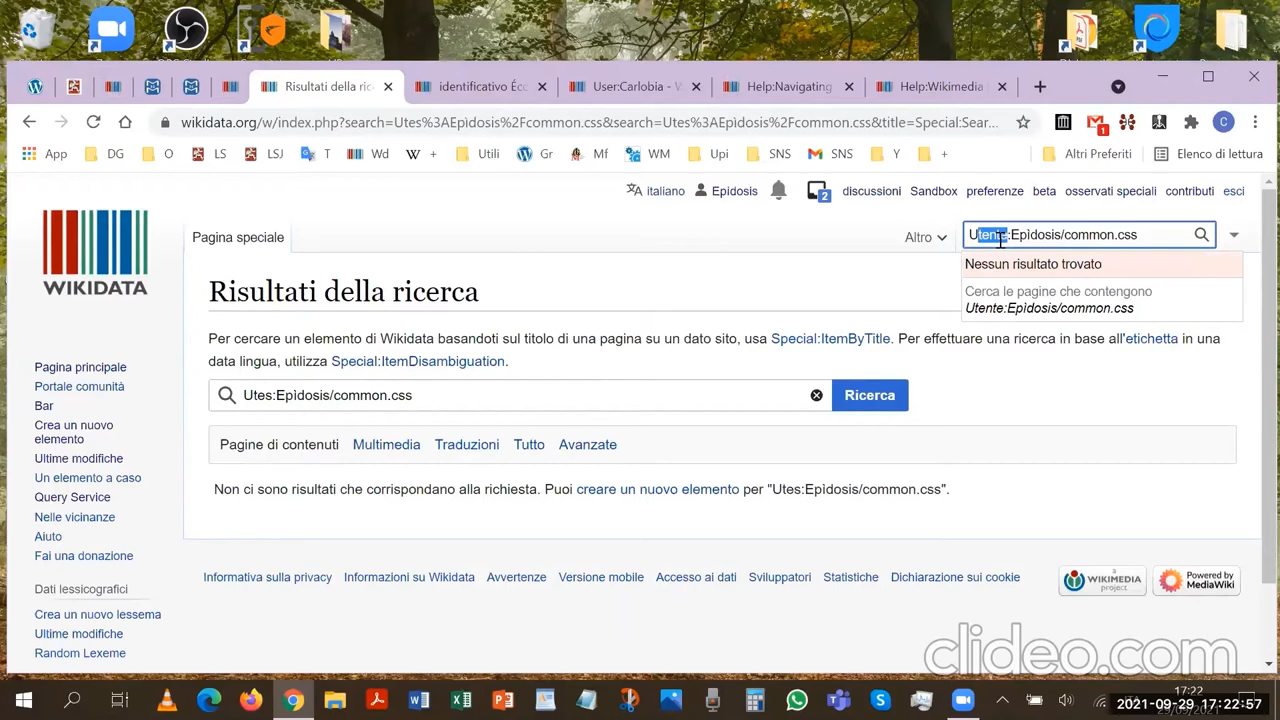 Risultati della ric
identificativo Ecc
User:Carlobia - W
Help:Navigating
Help:Wikimedia
wikidata.org/w/index.php?search=Utes%3AEpìdosis%2Fcommon.css&search=Utes%3AEpìdosis%2Fcommon.css&title=Special:Sear...
1
C
App
DG
O
LS
LSJ
T
Wd
W
+
Utili
Gr
Mf
WM
Upi
SNS
SNS
Y
+
Altri Preferiti
Elenco di lettura
italiano
Epìdosis
2
discussioni
Sandbox
preferenze
beta
osservati speciali
contributi
esci
WIKIDATA
Pagina speciale
Altro
Utente:Epìdosis/common.css
Nessun risultato trovato
Cerca le pagine che contengono
Utente:Epìdosis/common.css
Risultati della ricerca
Per cercare un elemento di Wikidata basandoti sul titolo di una pagina su un dato sito, usa Special:ItemByTitle. Per effettuare una ricerca in base all'etichetta in
data lingua, utilizza Special:ItemDisambiguation.
Utes:Epìdosis/common.css
Ricerca
Pagine di contenuti
Multimedia
Traduzioni
Tutto
Avanzate
Non ci sono risultati che corrispondano alla richiesta. Puoi creare un nuovo elemento per "Utes:Epìdosis/common.css".
Pagina principale
Portale comunità
Bar
Crea un nuovo
elemento
Ultime modifiche
Un elemento a caso
Query Service
Nelle vicinanze
Aiuto
Fai una donazione
Dati lessicografici
Crea un nuovo lessema
Ultime modifiche
Random Lexeme
Informativa sulla privacy
Informazioni su Wikidata
Avvertenze
Versione mobile
Accesso ai dati
Sviluppatori
Statistiche
Dichiarazione sui cookie
a
WIKIMEDIA
project
Powered by
MediaWiki
clideo.com
17:22
2021-09-29 17:22:57